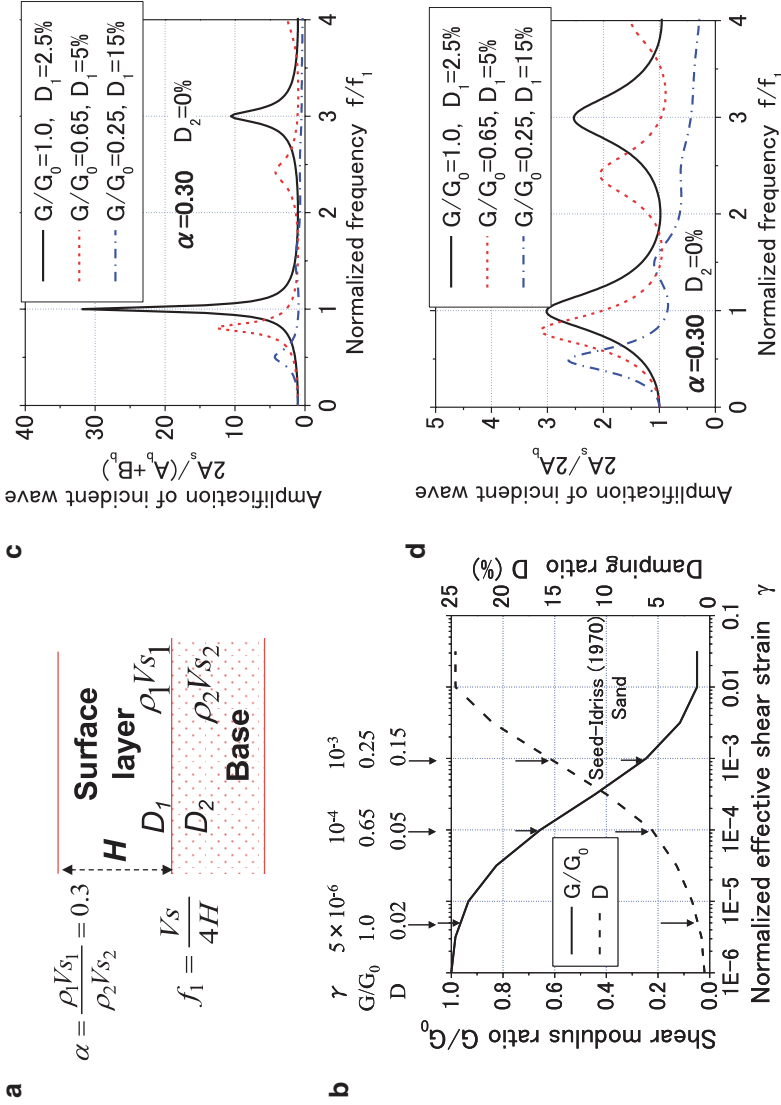 a
α = ρ₁Vs₁ / ρ₂Vs₂ = 0.3
f₁ = Vs / 4H
H
Surface
layer
D₁
ρ₁Vs₁
D₂
ρ₂Vs₂
Base
b
γ 5×10⁻⁶ 10⁻⁴ 10⁻³
G/G₀ 1.0 0.65 0.25
D 0.02 0.05 0.15
Shear modulus ratio G/G₀
1.0
0.8
0.6
0.4
0.2
0.0
G/G₀
D
Seed-Idriss (1970)
Sand
25
20
15
10
5
0
Damping ratio D (%)
1E-6 1E-5 1E-4 1E-3 0.01 0.1
Normalized effective shear strain γ
c
Amplification of incident wave
2Aₛ/(A_b+B_b)
40
30
20
10
0
G/G₀=1.0, D₁=2.5%
G/G₀=0.65, D₁=5%
G/G₀=0.25, D₁=15%
α=0.30 D₂=0%
0 1 2 3 4
Normalized frequency f/f₁
d
Amplification of incident wave
2Aₛ/2A_b
5
4
3
2
1
0
G/G₀=1.0, D₁=2.5%
G/G₀=0.65, D₁=5%
G/G₀=0.25, D₁=15%
α=0.30 D₂=0%
0 1 2 3 4
Normalized frequency f/f₁